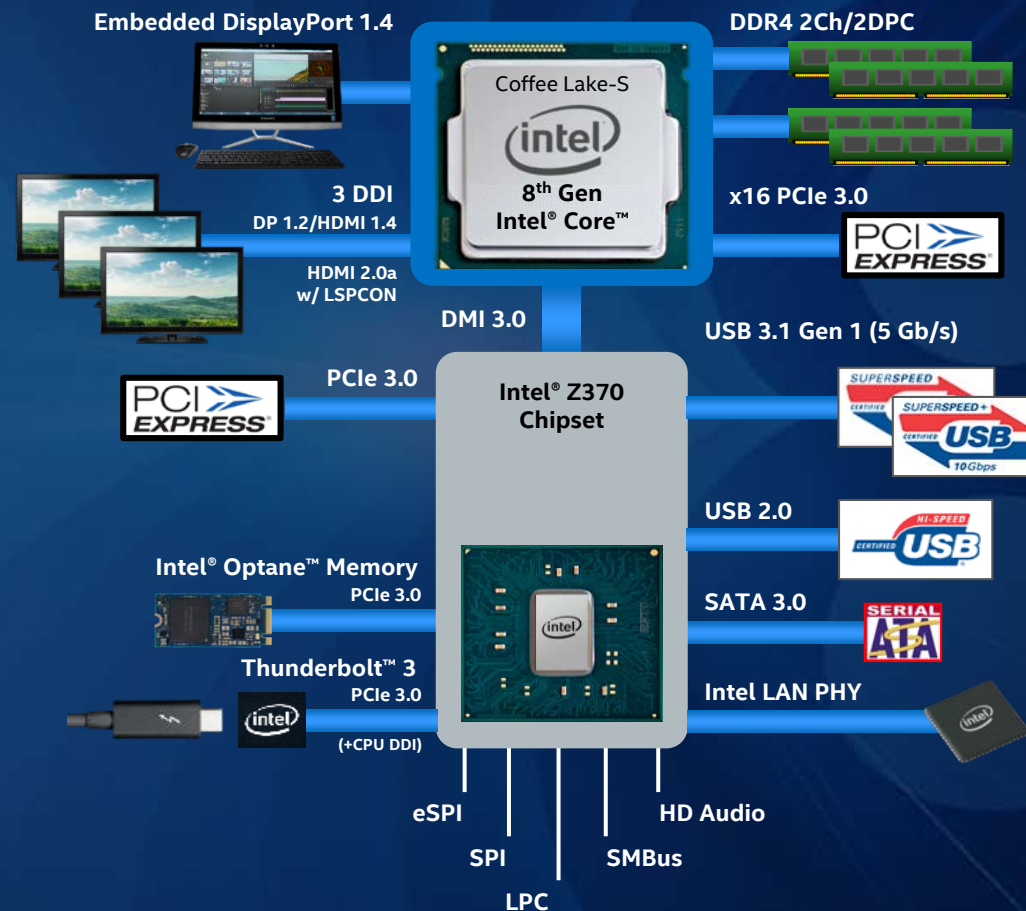 Embedded DisplayPort 1.4
DDR4 2Ch/2DPC
Coffee Lake-S
intel
8th Gen
Intel® Core™
3 DDI
DP 1.2/HDMI 1.4
HDMI 2.0a
w/ LSPCON
x16 PCIe 3.0
PCI
EXPRESS®
DMI 3.0
USB 3.1 Gen 1 (5 Gb/s)
PCIe 3.0
PCI
EXPRESS®
Intel® Z370
Chipset
SUPERSPEED
CERTIFIED
SUPERSPEED+
CERTIFIED USB
10Gbps
USB 2.0
HI-SPEED
CERTIFIED USB
Intel® Optane™ Memory
PCIe 3.0
intel
SATA 3.0
SERIAL
ATA
Thunderbolt™ 3
PCIe 3.0
intel
(+CPU DDI)
Intel LAN PHY
intel
eSPI
HD Audio
SPI
SMBus
LPC